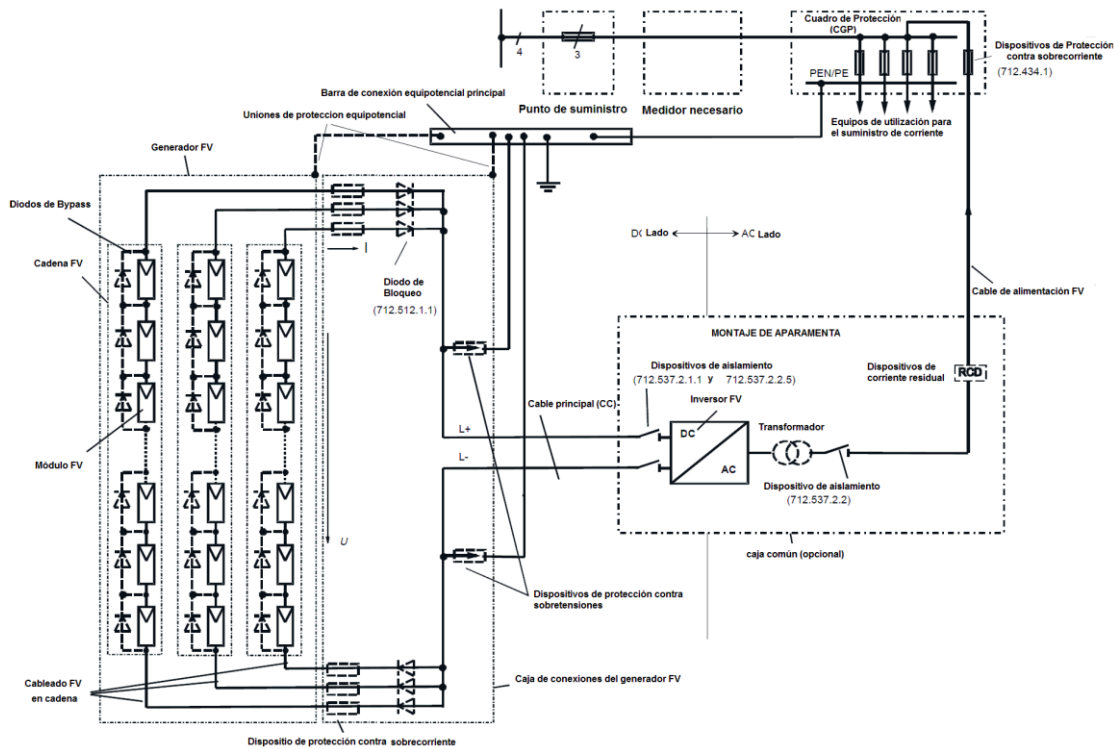 Cuadro de Protección
(CGP)
4
3
Dispositivos de Protección
contra sobrecorriente
(712.434.1)
PEN/PE
Punto de suministro
Medidor necesario
Barra de conexión equipotencial principal
Uniones de proteccion equipotencial
Equipos de utilización para
el suministro de corriente
Generador FV
Diodos de Bypass
Cadena FV
I
Diodo de
Bloqueo
(712.512.1.1)
DC Lado
AC Lado
Cable de alimentación FV
MONTAJE DE APARAMENTA
Dispositivos de aislamiento
(712.537.2.1.1 y 712.537.2.2.5)
Dispositivos de
corriente residual
RCD
Cable principal (CC)
Inversor FV
L+
DC
Transformador
L-
AC
Módulo FV
Dispositivo de aislamiento
(712.537.2.2)
U
caja común (opcional)
Dispositivos de protección contra
sobretensiones
Cableado FV
en cadena
Caja de conexiones del generador FV
Dispositio de protección contra sobrecorriente